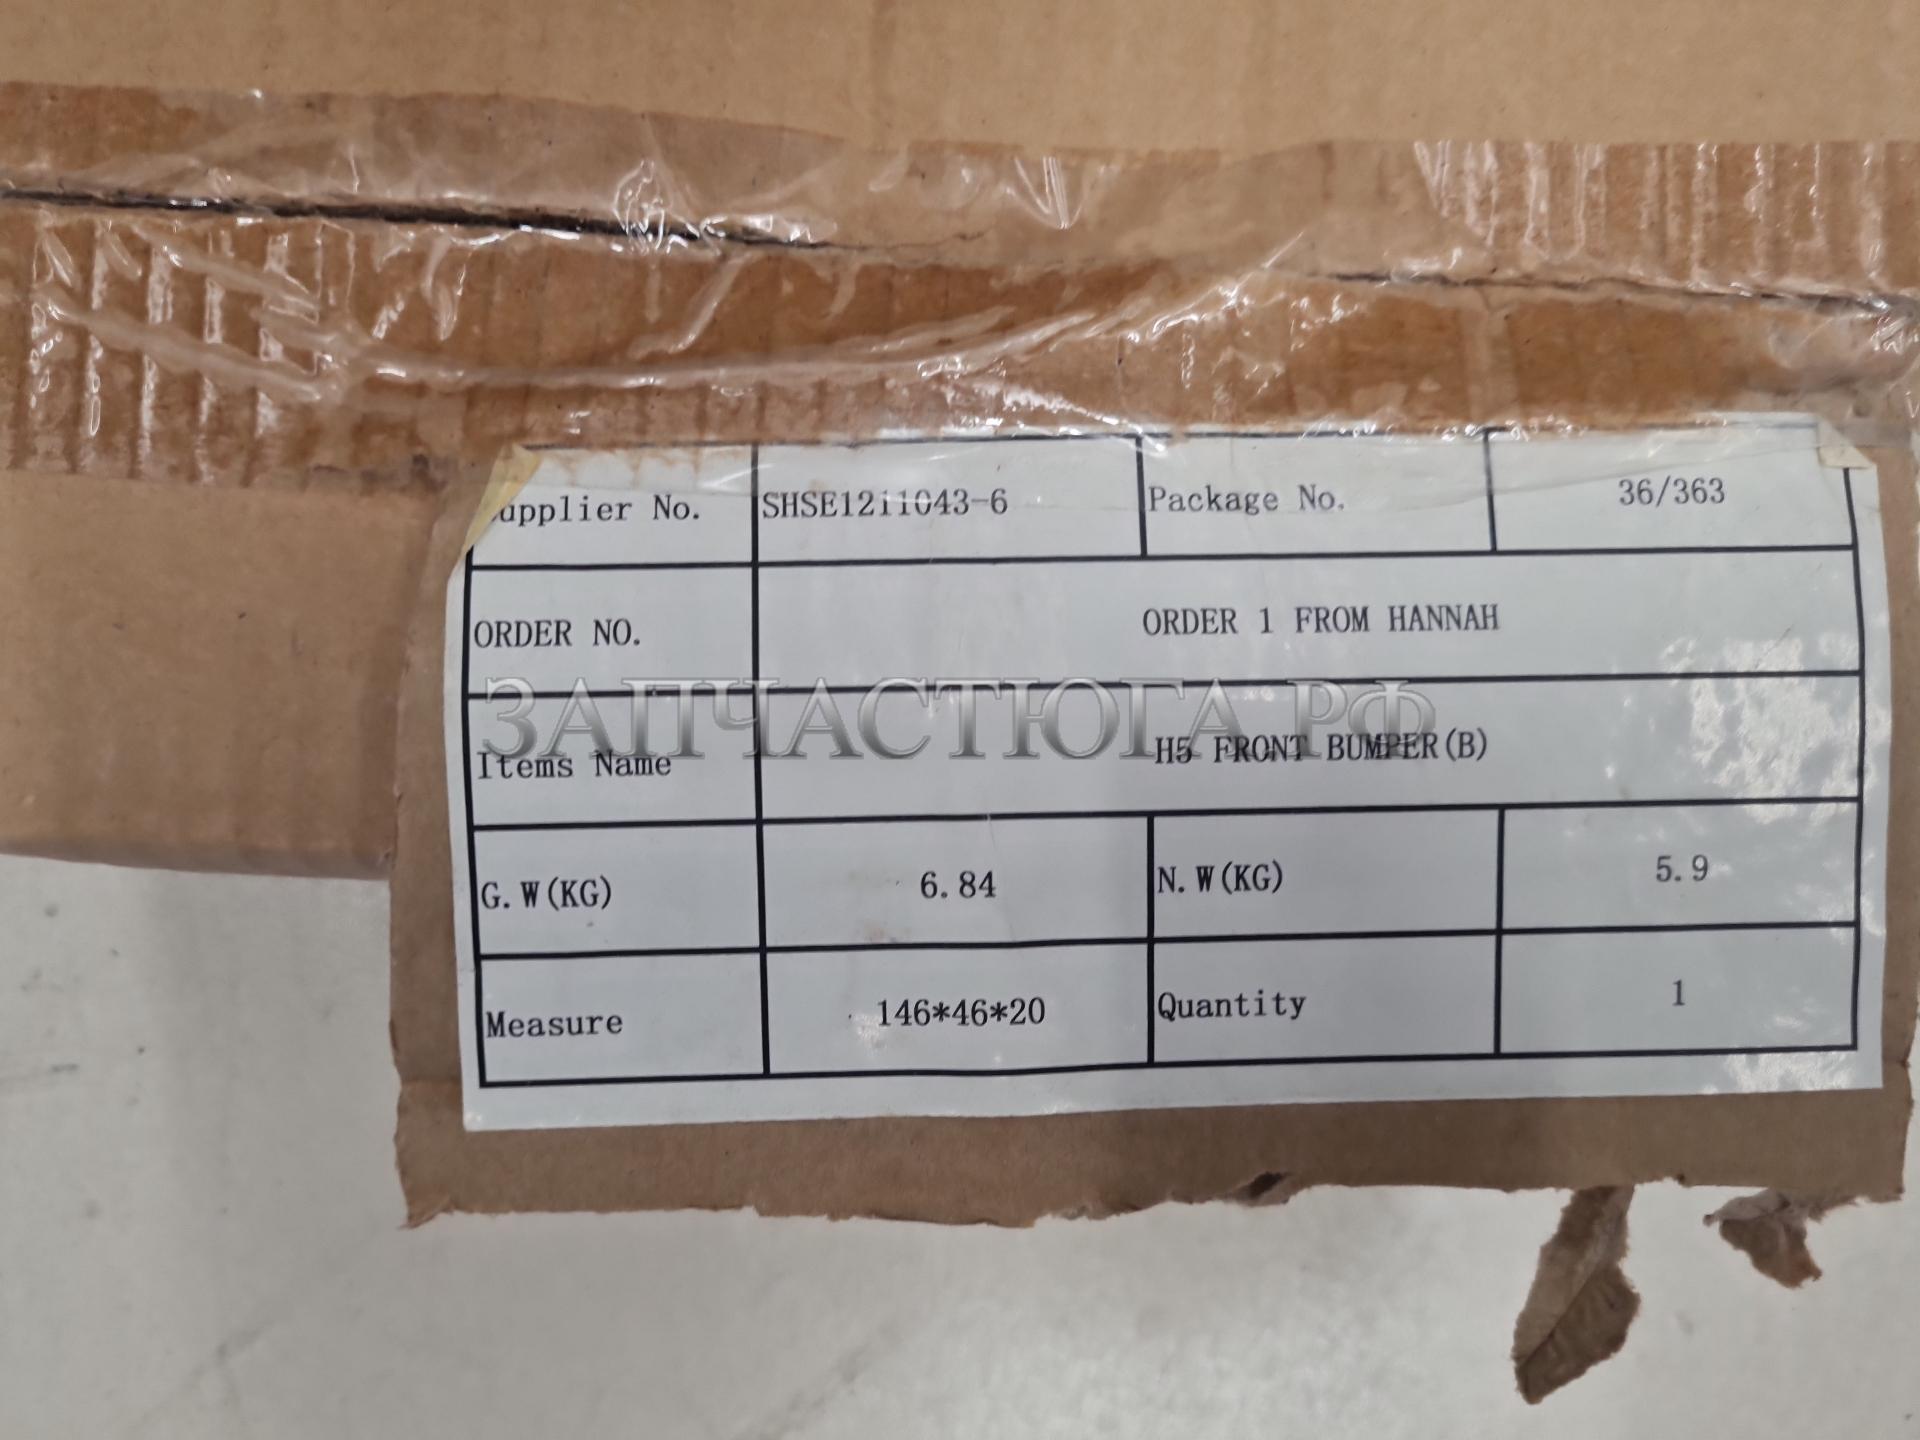 upplier No. SHSE1211043-6 Package No. 36/363
ORDER NO. ORDER 1 FROM HANNAH
ЗАПЧАСТЮГА.РФ
Items Name H5 FRONT BUMPER(B)
G.W(KG) 6.84 N.W(KG) 5.9
Measure 146*46*20 Quantity 1